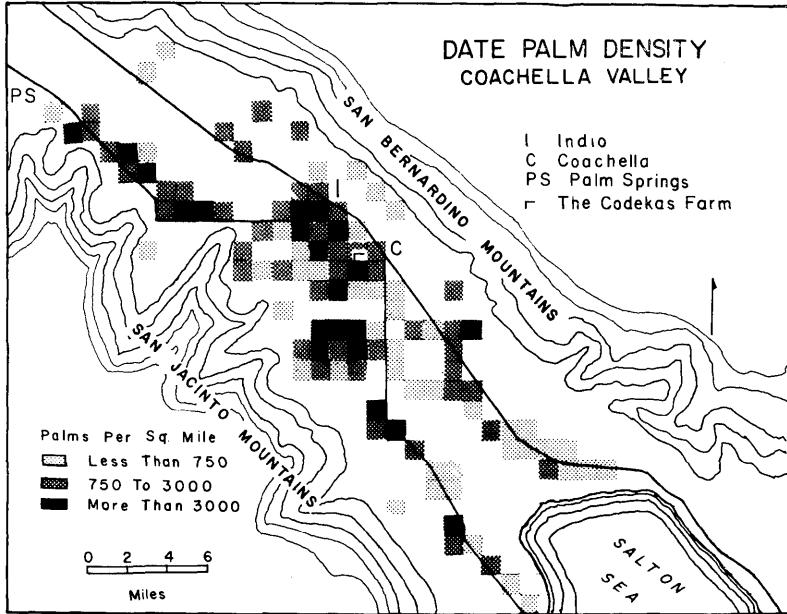 DATE PALM DENSITY
COACHELLA VALLEY
I Indio
C Coachella
PS Palm Springs
The Codekas Farm
PS
SAN BERNARDINO MOUNTAINS
I
C
SAN JACINTO MOUNTAINS
Palms Per Sq. Mile
Less Than 750
750 To 3000
More Than 3000
0 2 4 6
Miles
SALTON
SEA